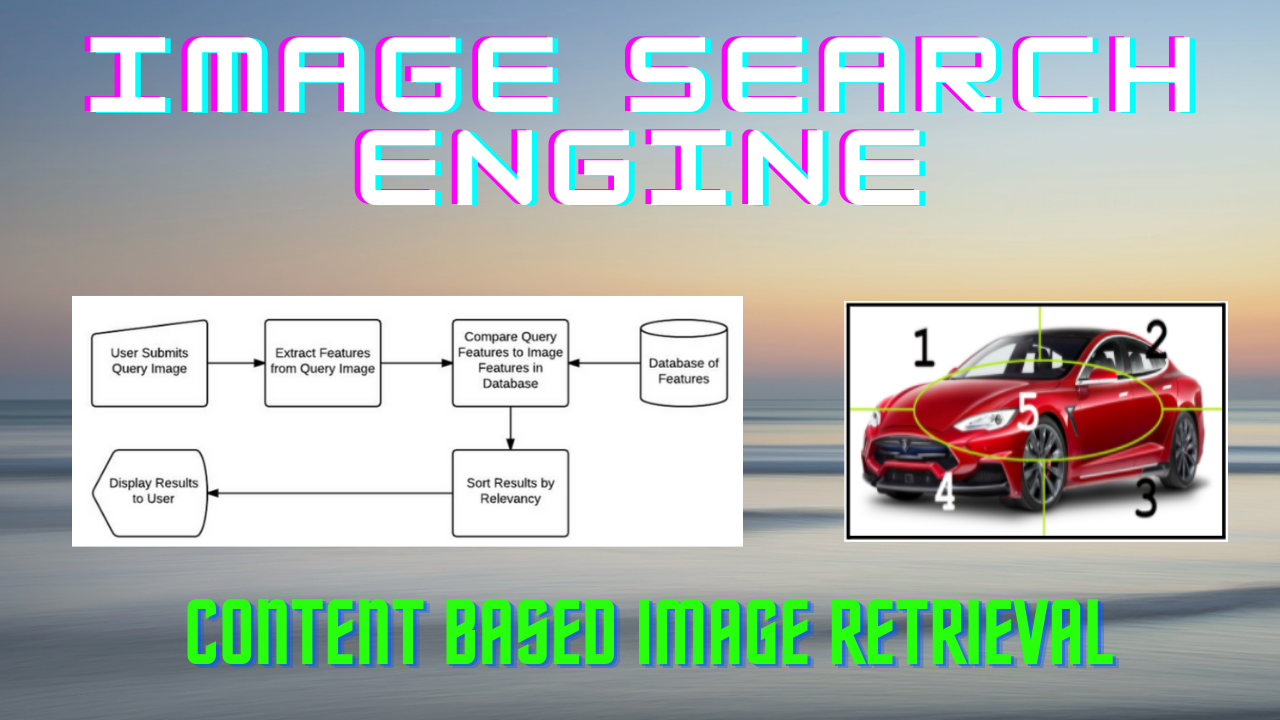 IMAGE SEARCH
ENGINE
User Submits
Query Image
Extract Features
from Query Image
Compare Query
Features to Image
Features in
Database
Database of
Features
Display Results
to User
Sort Results by
Relevancy
1
2
5
4
3
CONTENT BASED IMAGE RETRIEVAL